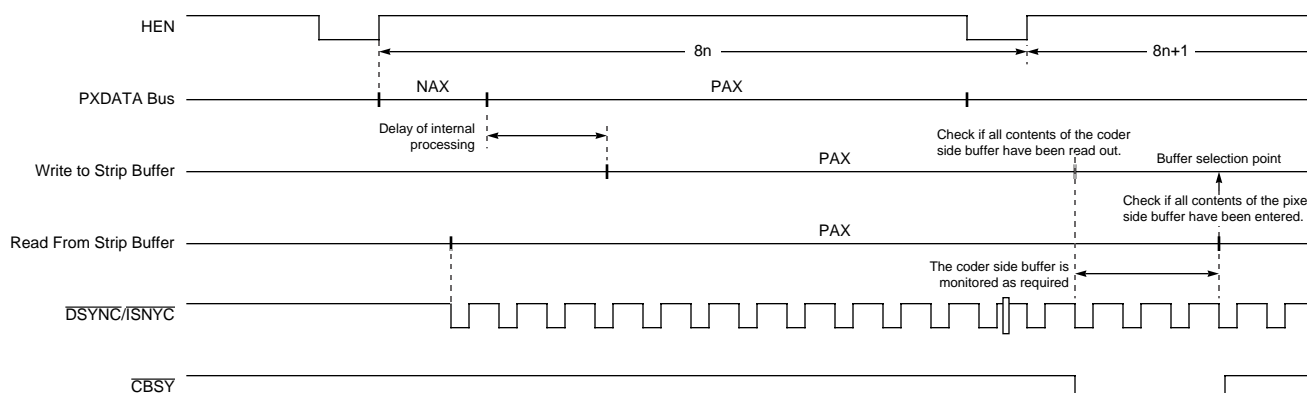 HEN
8n
8n+1
NAX
PAX
PXDATA Bus
Delay of internal
processing
Check if all contents of the coder
side buffer have been read out.
PAX
Buffer selection point
Write to Strip Buffer
Check if all contents of the pixe
side buffer have been entered.
PAX
Read From Strip Buffer
The coder side buffer is
monitored as required
DSYNC/ISNYC
CBSY